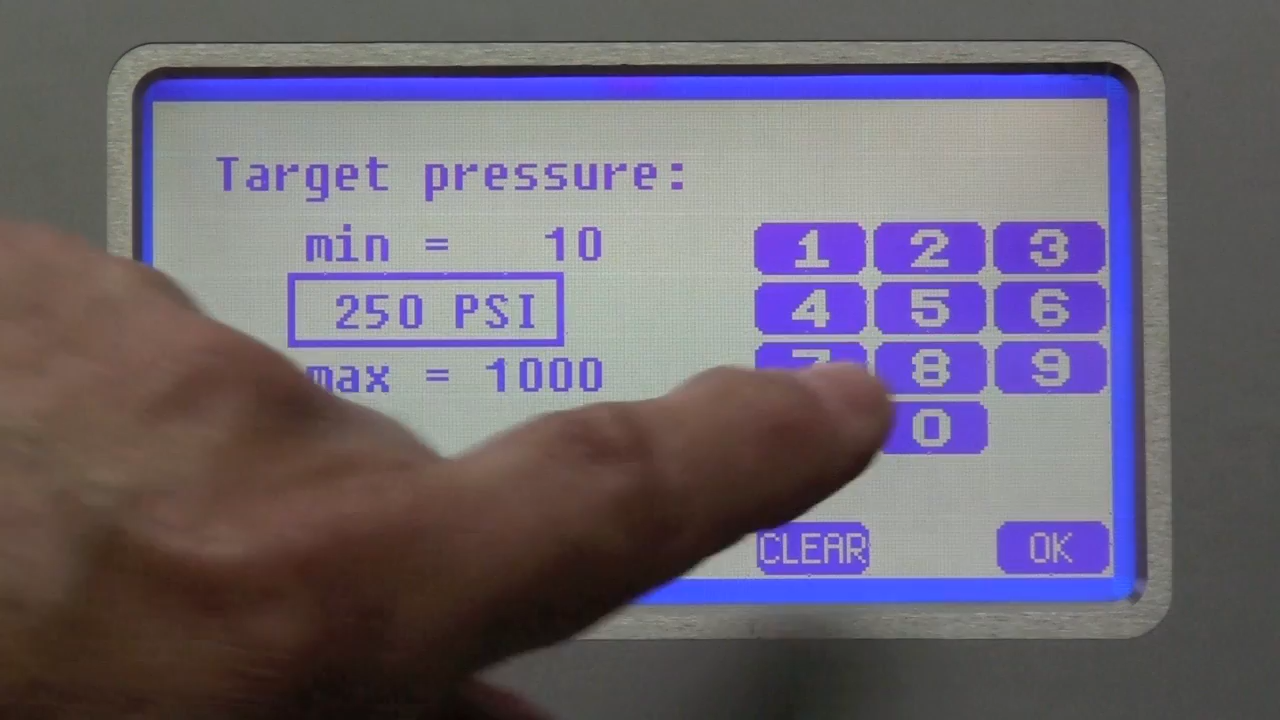 Target pressure:
min = 10
250 PSI
max = 1000
1 2 3
4 5 6
7 8 9
0
CLEAR OK